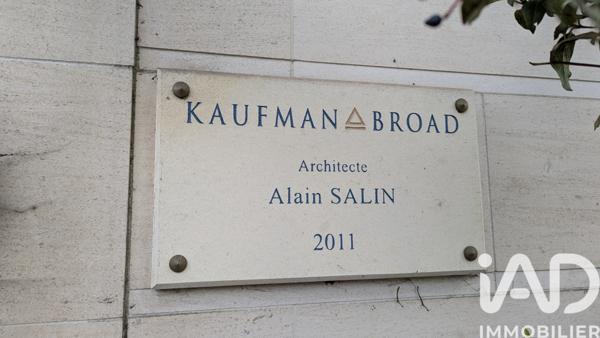 KAUFMAN BROAD
Architecte
Alain SALIN
2011
iAD
IMMOBILIER